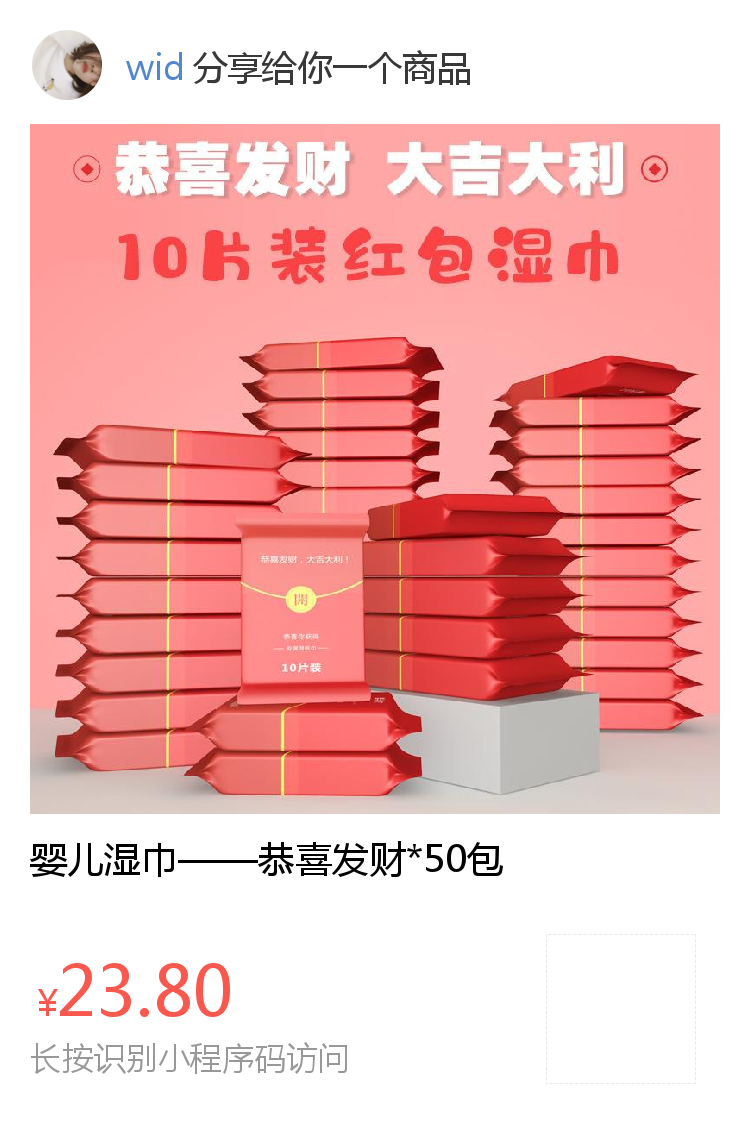 wid 分享给你一个商品
恭喜发财 大吉大利
10片装红包湿巾
恭喜发财，大吉大利！
開
10片装
婴儿湿巾——恭喜发财*50包
¥23.80
长按识别小程序码访问